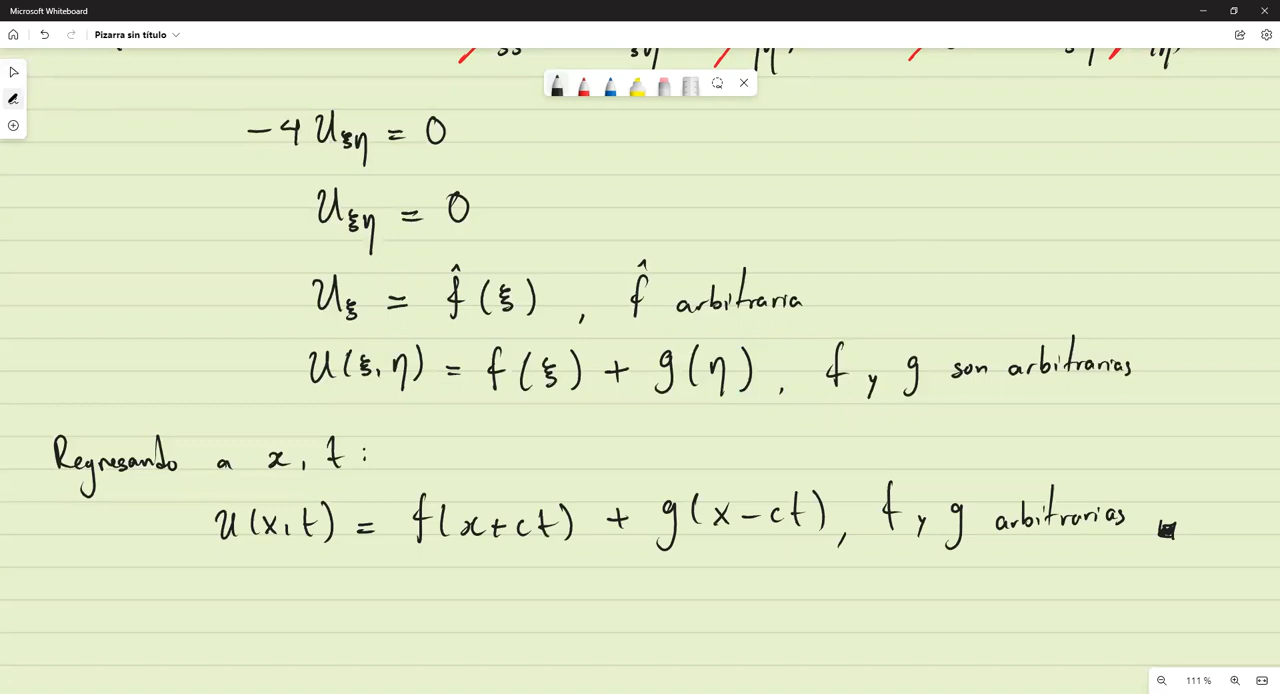 Microsoft Whiteboard
Pizarra sin título
-4 U_ξη = 0
U_ξη = 0
U_ξ = f̂(ξ), f̂ arbitraria
U(ξ,η) = f(ξ) + g(η), f y g son arbitrarias
Regresando a x, t:
u(x,t) = f(x+ct) + g(x-ct), f y g arbitrarias
111 %